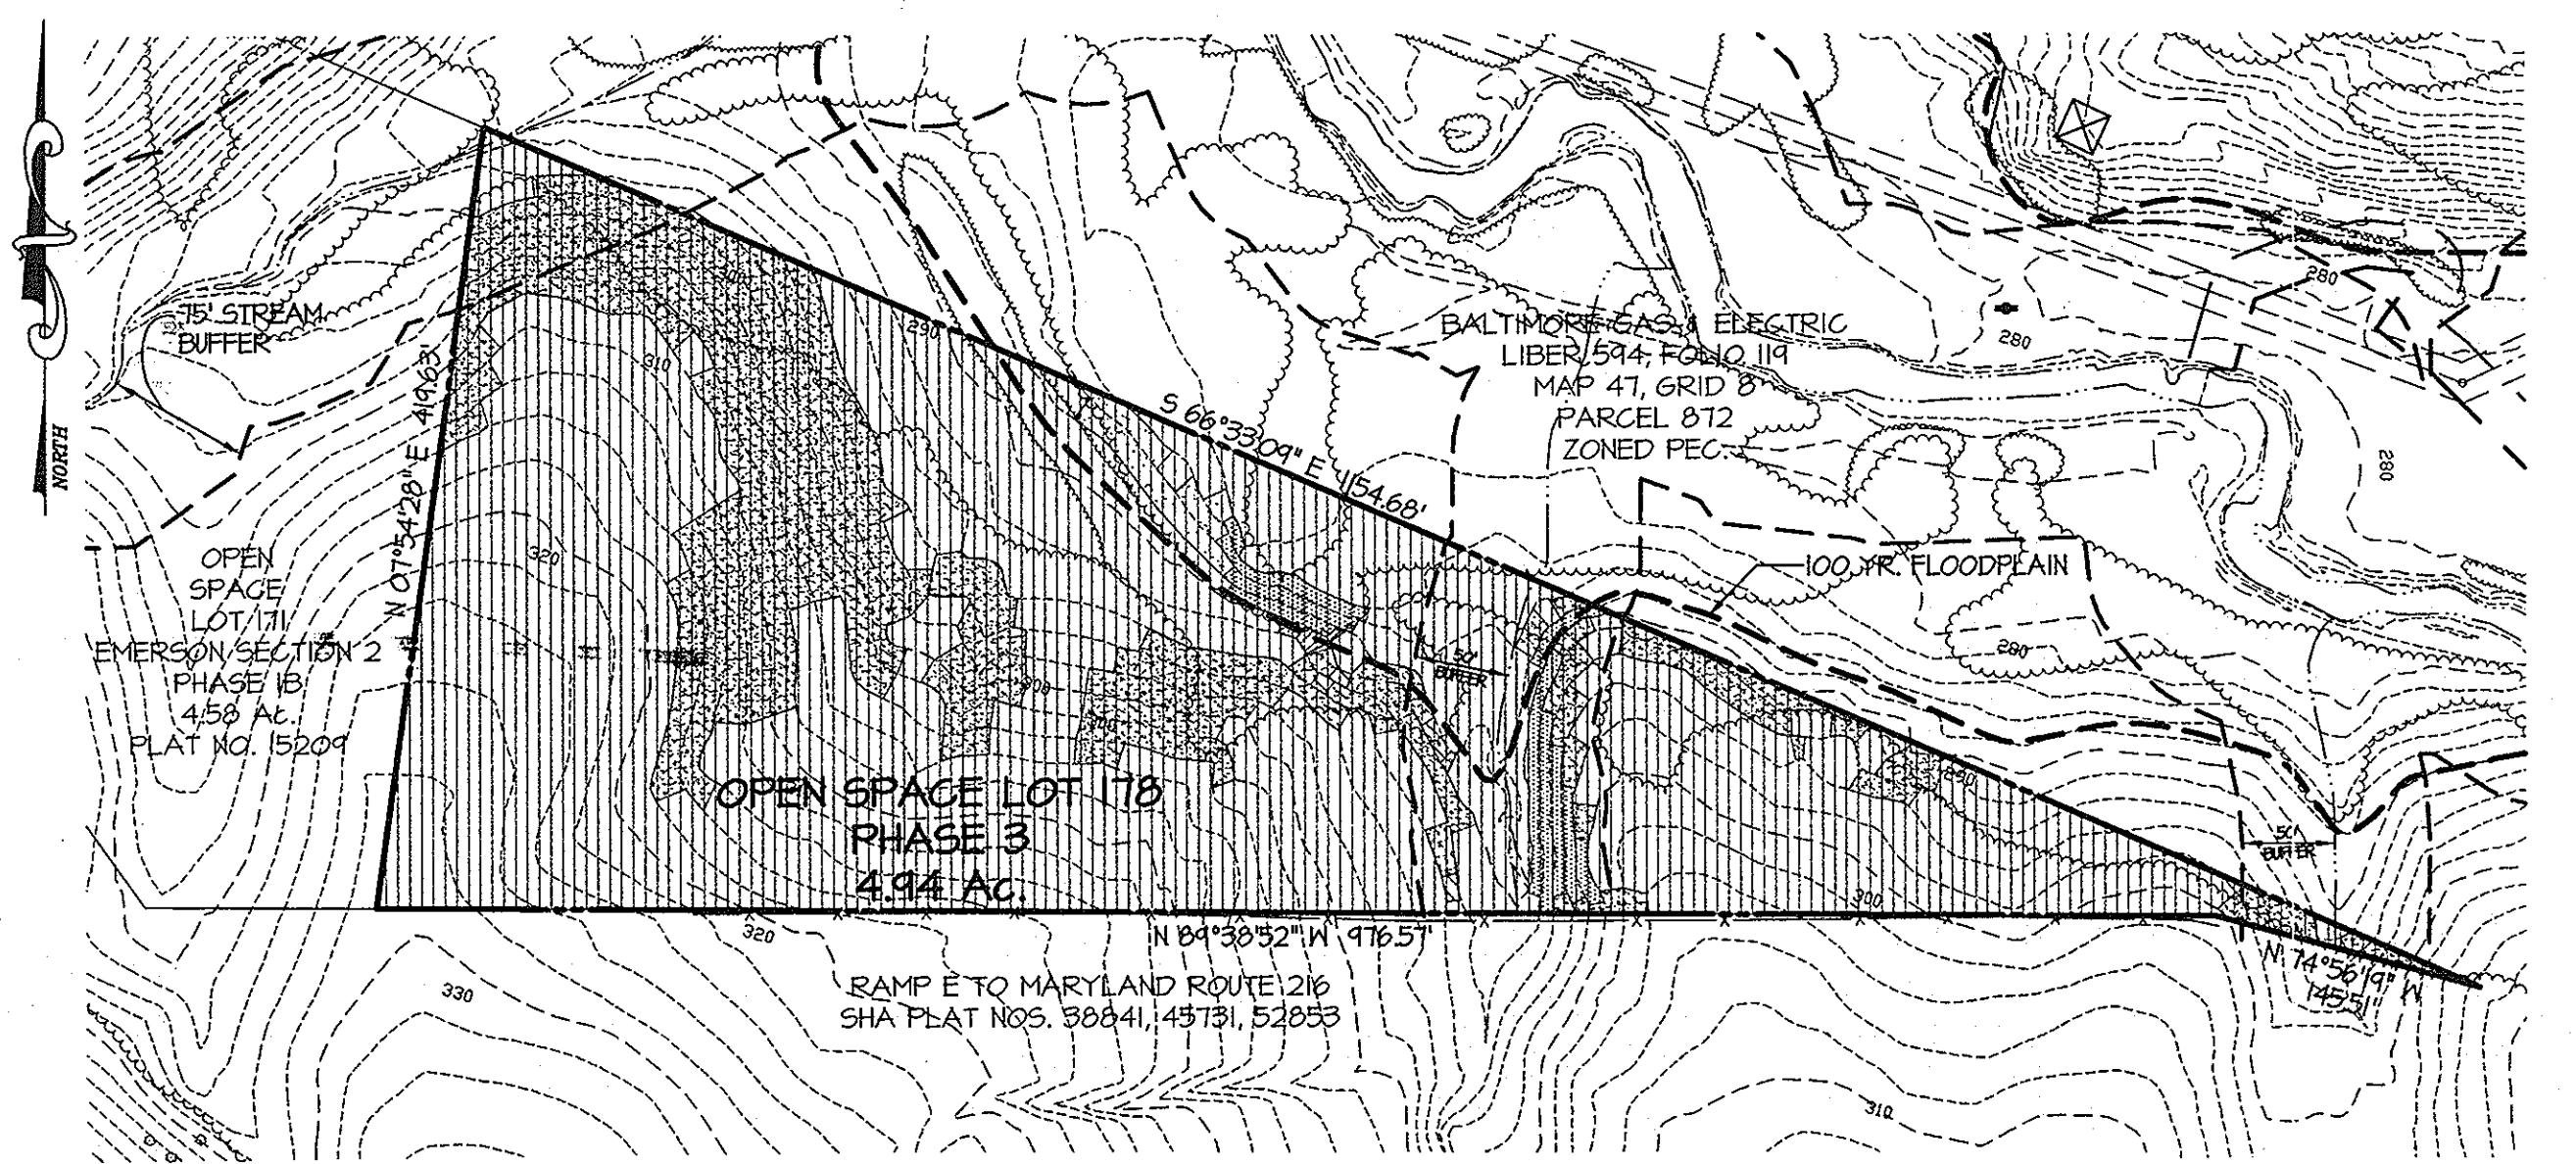 NORTH
75' STREAM
BUFFER
N 07°54'28" E 419.63'
OPEN
SPACE
LOT 171
EMERSON SECTION 2
PHASE 1B
4.58 Ac.
PLAT NO. 15209
290
310
320
300
S 66°33'09" E 1154.68'
BALTIMORE GAS & ELECTRIC
LIBER 594, FOLIO 119
MAP 47, GRID 8
PARCEL 872
ZONED PEC
280
280
280
280
100 YR. FLOODPLAIN
50'
BUFFER
OPEN SPACE LOT 178
PHASE 3
4.94 Ac.
290
300
50'
BUFFER
320
N 89°38'52" W 976.57'
N 74°56'19" W
145.51'
RAMP E TO MARYLAND ROUTE 216
SHA PLAT NOS. 38841, 45731, 52853
330
310